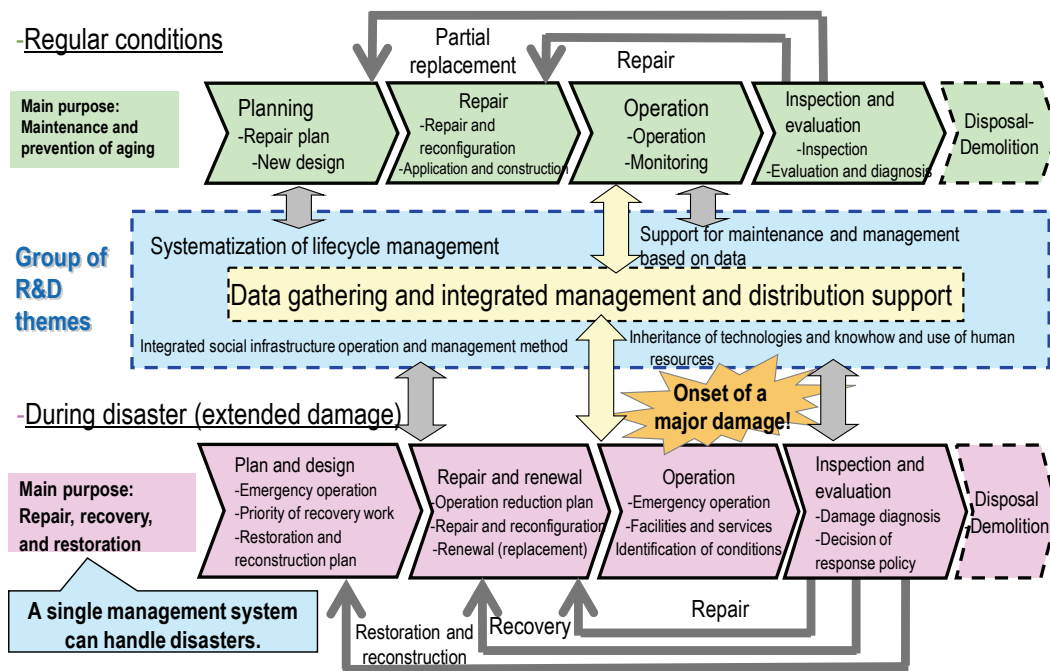 -Regular conditions
Partial
replacement
Repair
Main purpose:
Maintenance and
prevention of aging
Planning
-Repair plan
-New design
Repair
-Repair and
reconfiguration
-Application and construction
Operation
-Operation
-Monitoring
Inspection and
evaluation
-Inspection
-Evaluation and diagnosis
Disposal-
Demolition
Group of
R&D
themes
Systematization of lifecycle management
Support for maintenance and management
based on data
Data gathering and integrated management and distribution support
Integrated social infrastructure operation and management method
Inheritance of technologies and knowhow and use of human
resources
Onset of a
major damage!
-During disaster (extended damage)
Main purpose:
Repair, recovery,
and restoration
Plan and design
-Emergency operation
-Priority of recovery work
-Restoration and
reconstruction plan
Repair and renewal
-Operation reduction plan
-Repair and reconfiguration
-Renewal (replacement)
Operation
-Emergency operation
-Facilities and services
Identification of conditions
Inspection and
evaluation
-Damage diagnosis
-Decision of
response policy
Disposal
Demolition
A single management system
can handle disasters.
Restoration and
reconstruction
Recovery
Repair